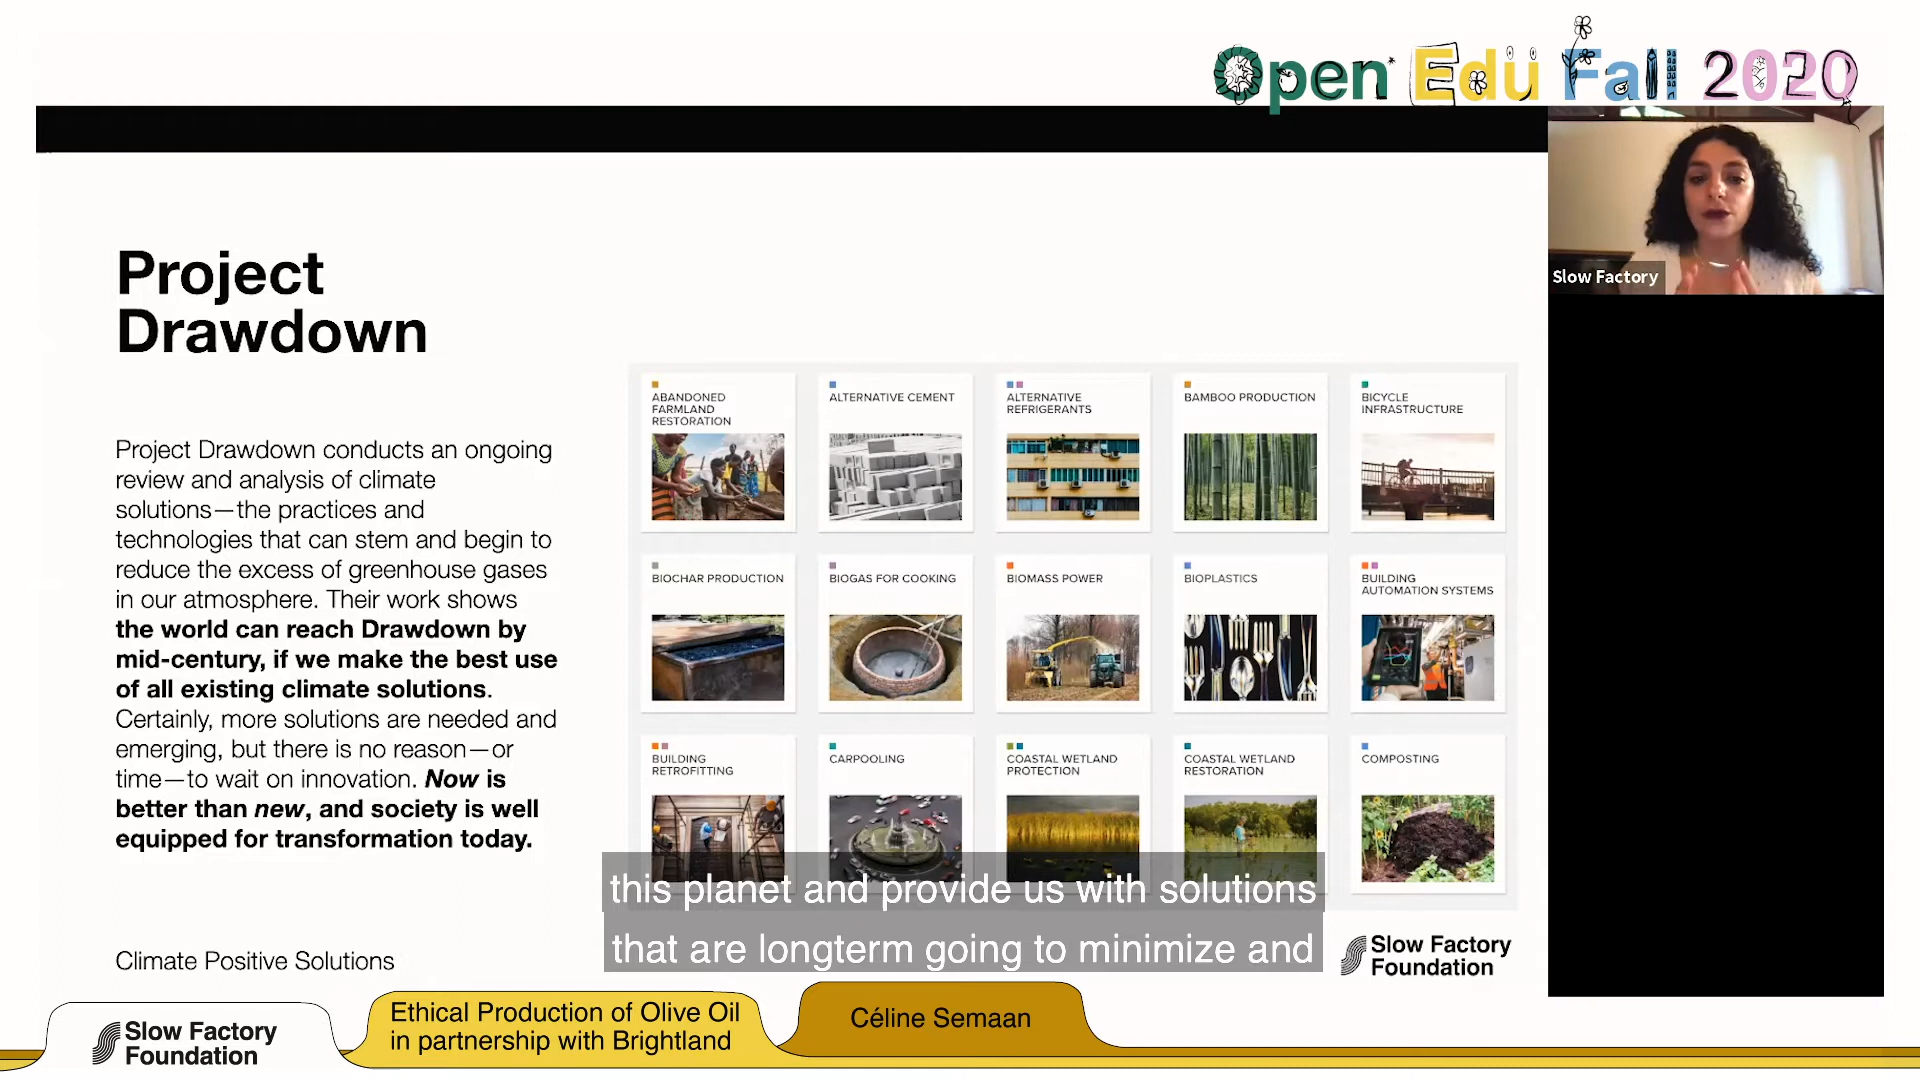 Open Edu Fall 2020
Slow Factory
Project
Drawdown
Project Drawdown conducts an ongoing
review and analysis of climate
solutions—the practices and
technologies that can stem and begin to
reduce the excess of greenhouse gases
in our atmosphere. Their work shows
the world can reach Drawdown by
mid-century, if we make the best use
of all existing climate solutions.
Certainly, more solutions are needed and
emerging, but there is no reason—or
time—to wait on innovation. Now is
better than new, and society is well
equipped for transformation today.
Climate Positive Solutions
ABANDONED
FARMLAND
RESTORATION
ALTERNATIVE CEMENT
ALTERNATIVE
REFRIGERANTS
BAMBOO PRODUCTION
BICYCLE
INFRASTRUCTURE
BIOCHAR PRODUCTION
BIOGAS FOR COOKING
BIOMASS POWER
BIOPLASTICS
BUILDING
AUTOMATION SYSTEMS
BUILDING
RETROFITTING
CARPOOLING
COASTAL WETLAND
PROTECTION
COASTAL WETLAND
RESTORATION
COMPOSTING
this planet and provide us with solutions
that are longterm going to minimize and
Slow Factory
Foundation
Slow Factory
Foundation
Ethical Production of Olive Oil
in partnership with Brightland
Céline Semaan